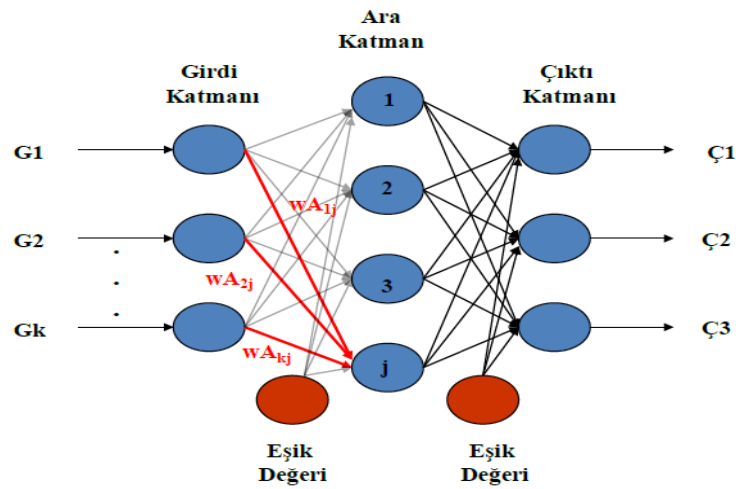 Ara
Katman
Girdi
Katmanı
Çıktı
Katmanı
1
G1
Ç1
2
wA1j
G2
Ç2
wA2j
3
Gk
Ç3
wAkj
j
Eşik
Değeri
Eşik
Değeri